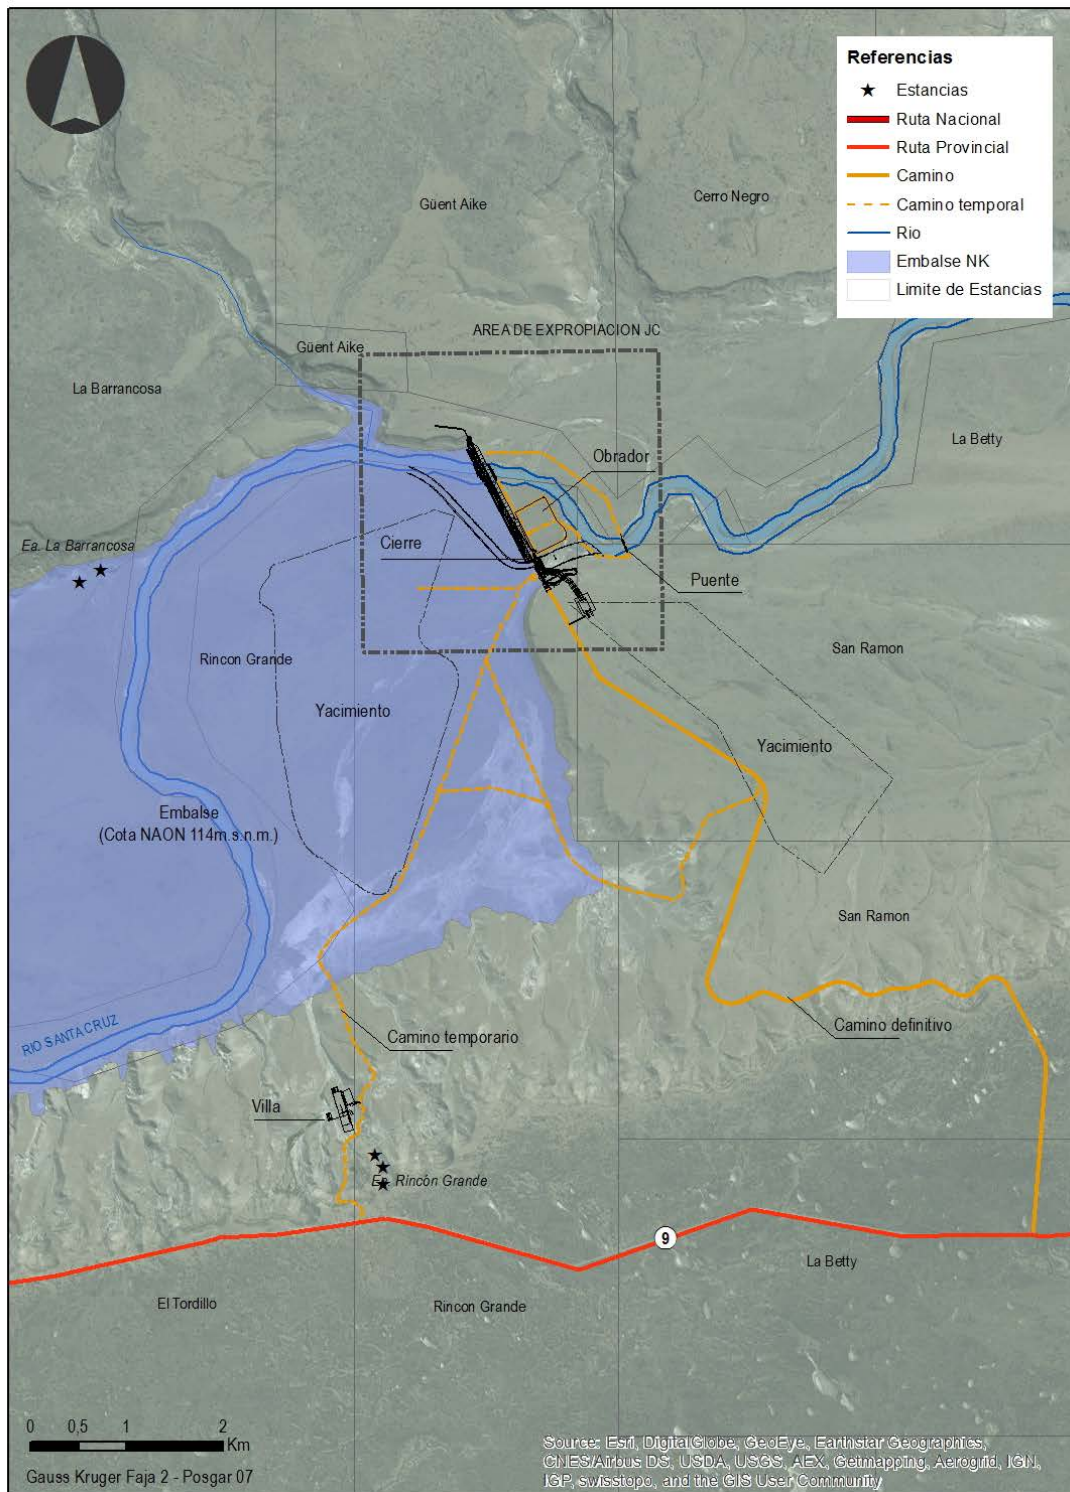 Referencias
Estancias
Ruta Nacional
Ruta Provincial
Camino
Camino temporal
Rio
Embalse NK
Limite de Estancias
Güent Aike
Cerro Negro
AREA DE EXPROPIACION JC
Güent Aike
La Barrancosa
La Betty
Obrador
Ea. La Barrancosa
Cierre
Puente
Rincon Grande
San Ramon
Yacimiento
Yacimiento
Embalse
(Cota NAON 114m.s.n.m.)
San Ramon
RIO SANTA CRUZ
Camino temporario
Camino definitivo
Villa
Ea. Rincón Grande
9
La Betty
El Tordillo
Rincon Grande
0 0,5 1 2
Km
Gauss Kruger Faja 2 - Posgar 07
Source: Esri, DigitalGlobe, GeoEye, Earthstar Geographics,
CNES/Airbus DS, USDA, USGS, AEX, Getmapping, Aerogrid, IGN,
IGP, swisstopo, and the GIS User Community